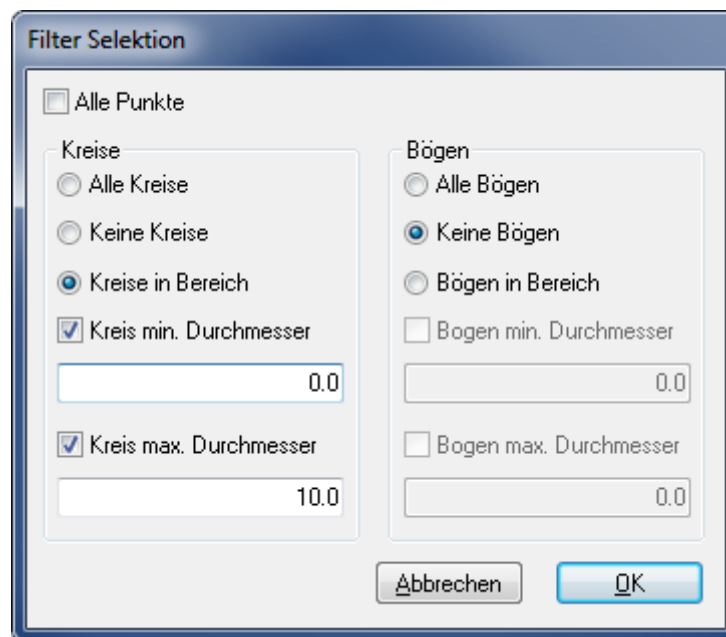 Filter Selektion
Alle Punkte
Kreise
Alle Kreise
Keine Kreise
Kreise in Bereich
Kreis min. Durchmesser
0.0
Kreis max. Durchmesser
10.0
Bögen
Alle Bögen
Keine Bögen
Bögen in Bereich
Bogen min. Durchmesser
0.0
Bogen max. Durchmesser
0.0
Abbrechen
OK